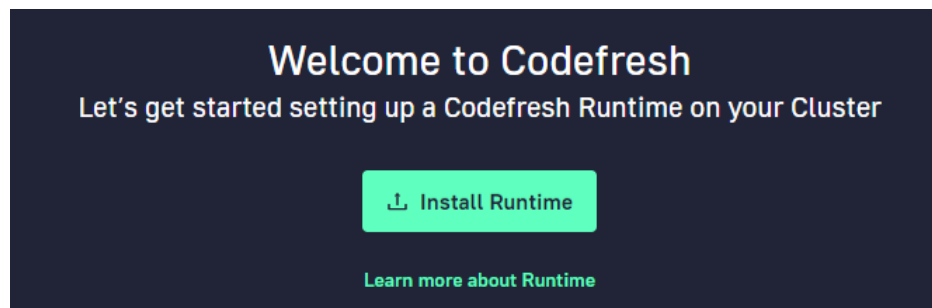 Welcome to Codefresh
Let's get started setting up a Codefresh Runtime on your Cluster
Install Runtime
Learn more about Runtime